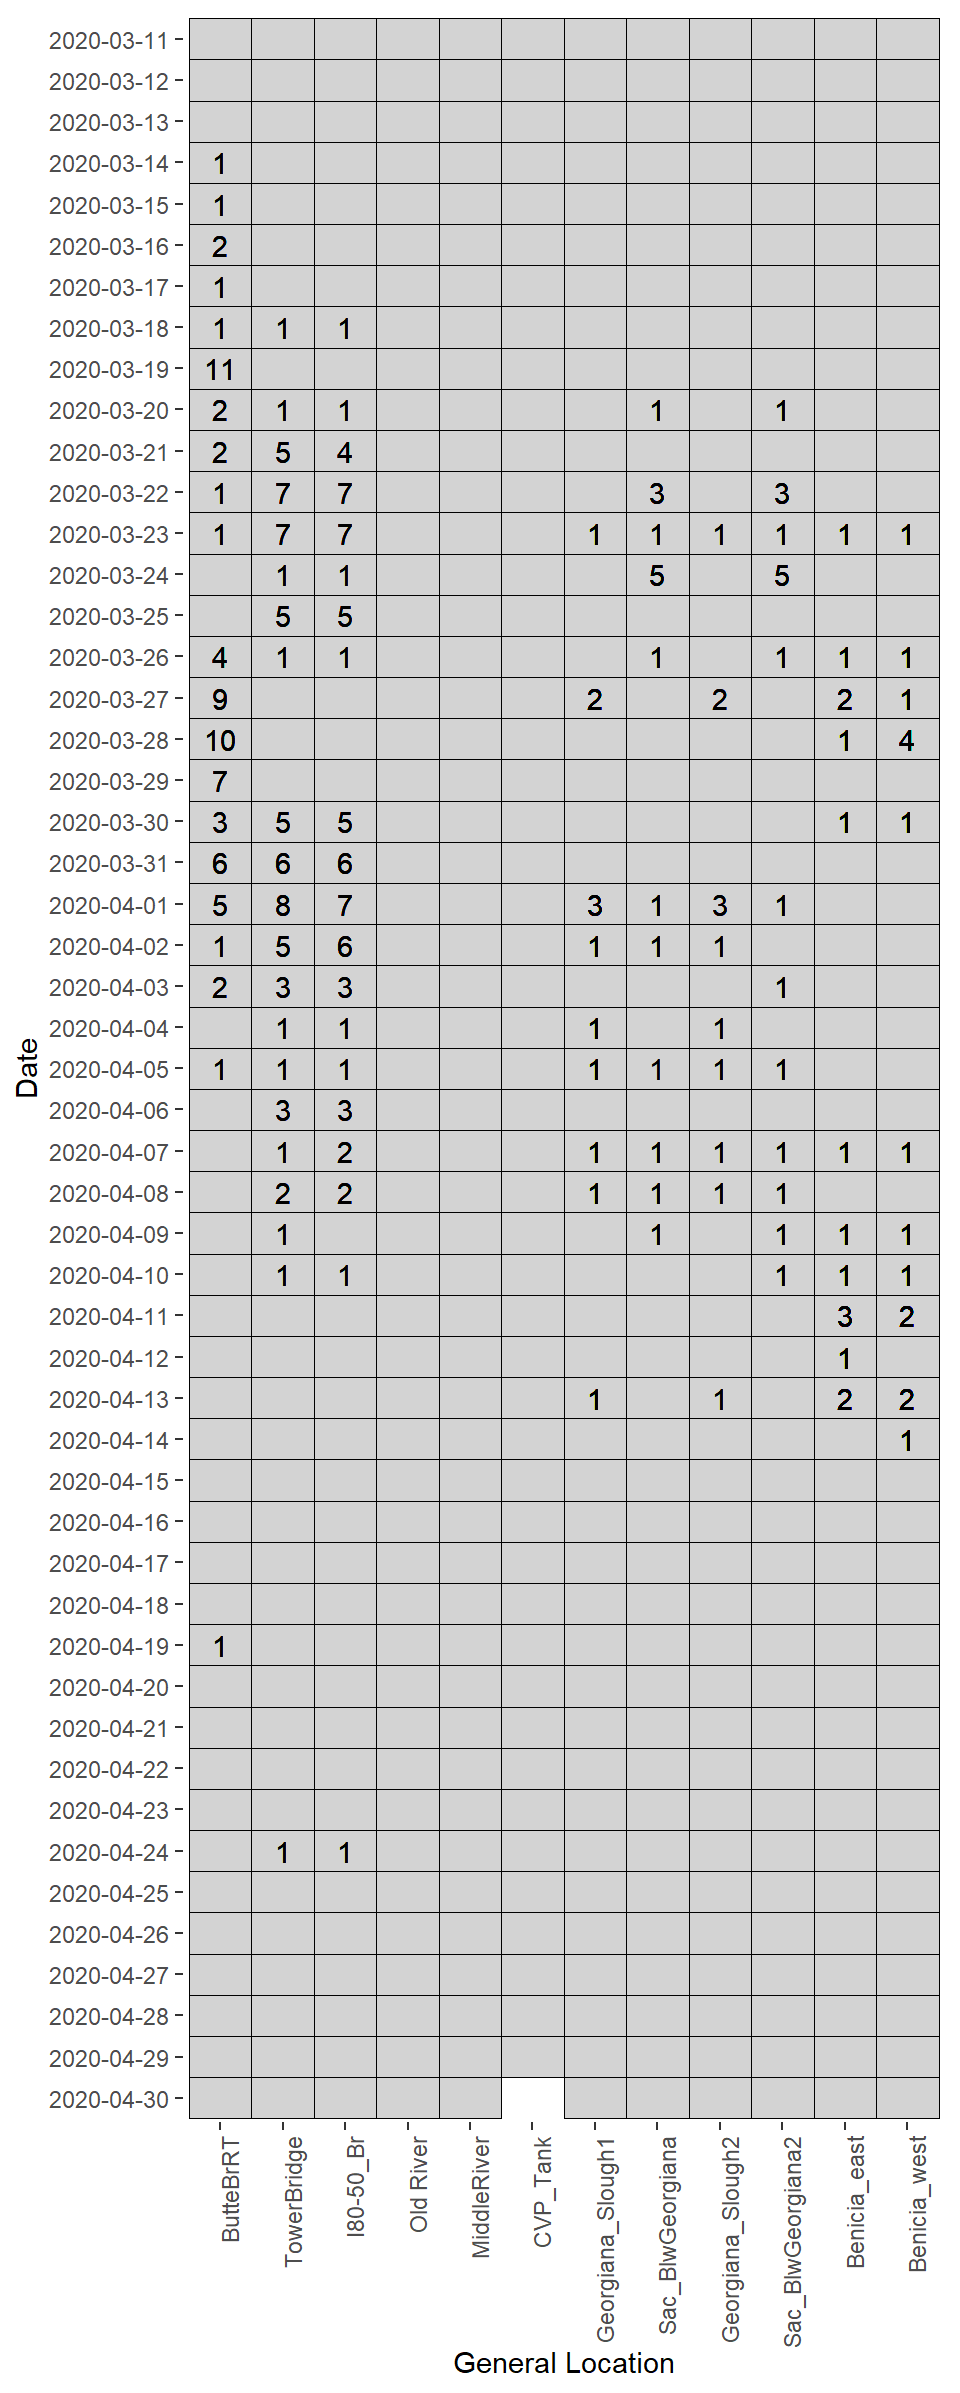 2020-03-11
2020-03-12
2020-03-13
2020-03-14 1
2020-03-15 1
2020-03-16 2
2020-03-17 1
2020-03-18 1 1 1
2020-03-19 11
2020-03-20 2 1 1 1 1
2020-03-21 2 5 4
2020-03-22 1 7 7 3 3
2020-03-23 1 7 7 1 1 1 1 1 1
2020-03-24 1 1 5 5
2020-03-25 5 5
2020-03-26 4 1 1 1 1 1 1
2020-03-27 9 2 2 2 1
2020-03-28 10 1 4
2020-03-29 7
2020-03-30 3 5 5 1 1
2020-03-31 6 6 6
2020-04-01 5 8 7 3 1 3 1
2020-04-02 1 5 6 1 1 1
2020-04-03 2 3 3 1
2020-04-04 1 1 1 1
Date
2020-04-05 1 1 1 1 1 1 1
2020-04-06 3 3
2020-04-07 1 2 1 1 1 1 1 1
2020-04-08 2 2 1 1 1 1
2020-04-09 1 1 1 1 1
2020-04-10 1 1 1 1 1
2020-04-11 3 2
2020-04-12 1
2020-04-13 1 1 2 2
2020-04-14 1
2020-04-15
2020-04-16
2020-04-17
2020-04-18
2020-04-19 1
2020-04-20
2020-04-21
2020-04-22
2020-04-23
2020-04-24 1 1
2020-04-25
2020-04-26
2020-04-27
2020-04-28
2020-04-29
2020-04-30
ButteBrRT
TowerBridge
I80-50_Br
Old River
MiddleRiver
CVP_Tank
Georgiana_Slough1
Sac_BlwGeorgiana
Georgiana_Slough2
Sac_BlwGeorgiana2
Benicia_east
Benicia_west
General Location